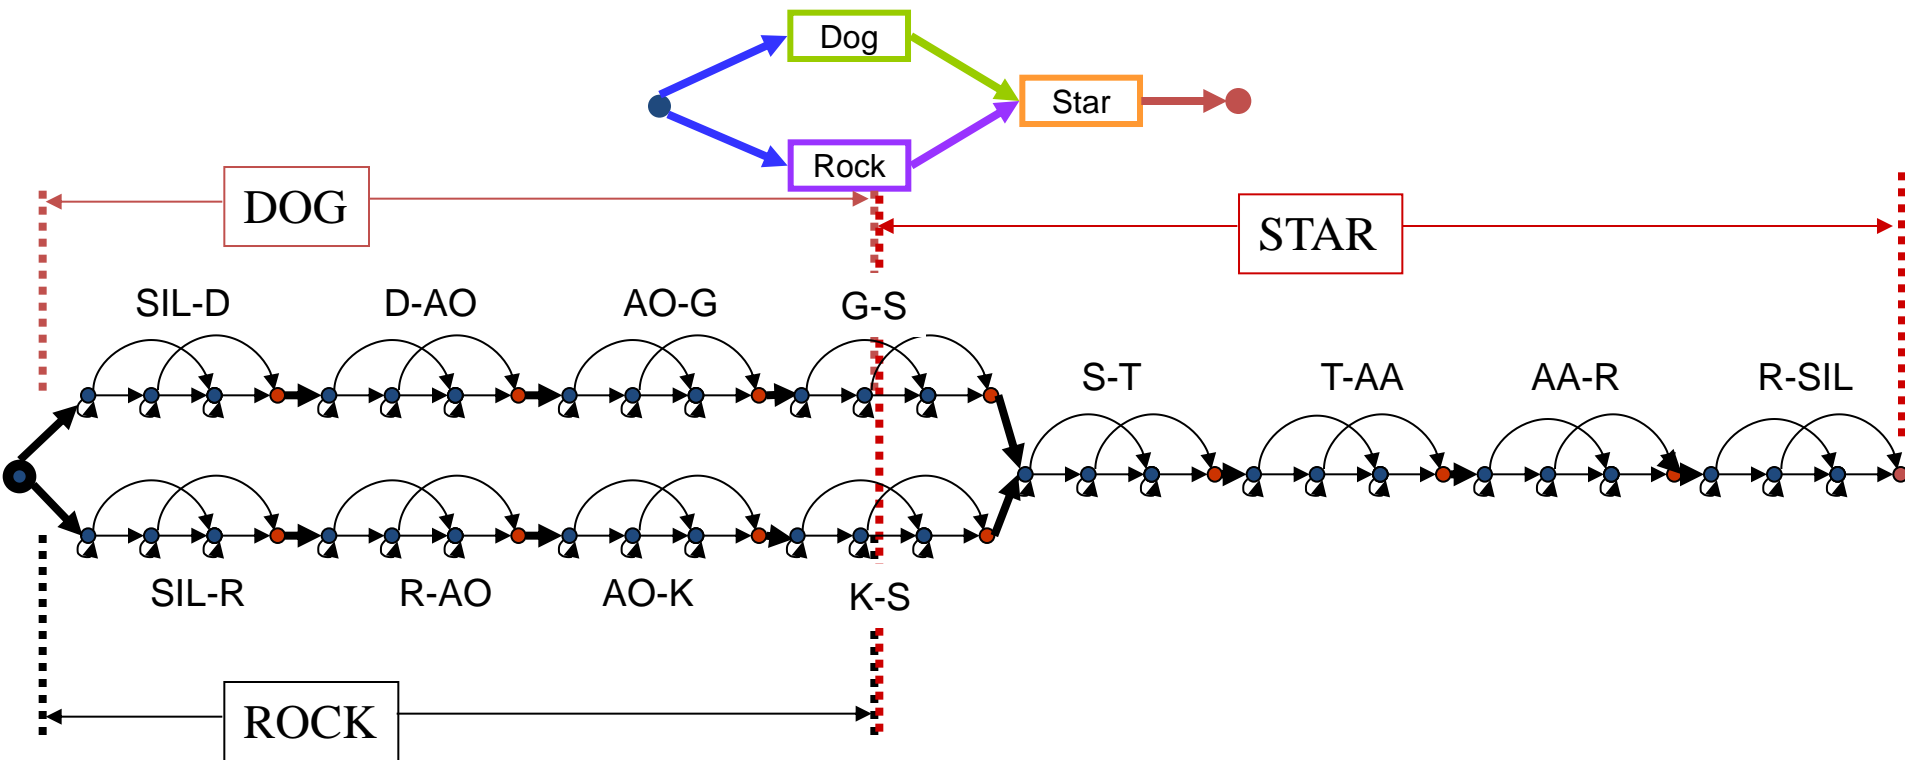 Dog
Star
Rock
DOG
STAR
SIL-D D-AO AO-G G-S
S-T T-AA AA-R R-SIL
SIL-R R-AO AO-K K-S
ROCK